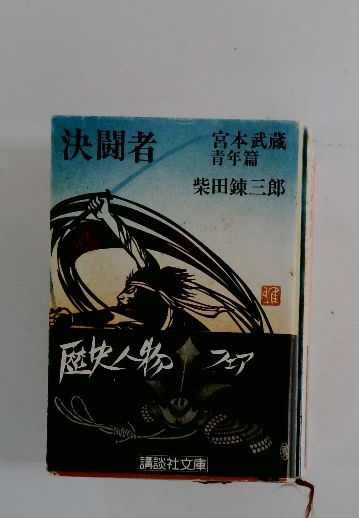 決闘者
宮本武蔵
青年篇
柴田錬三郎
歴史人物フェア
講談社文庫